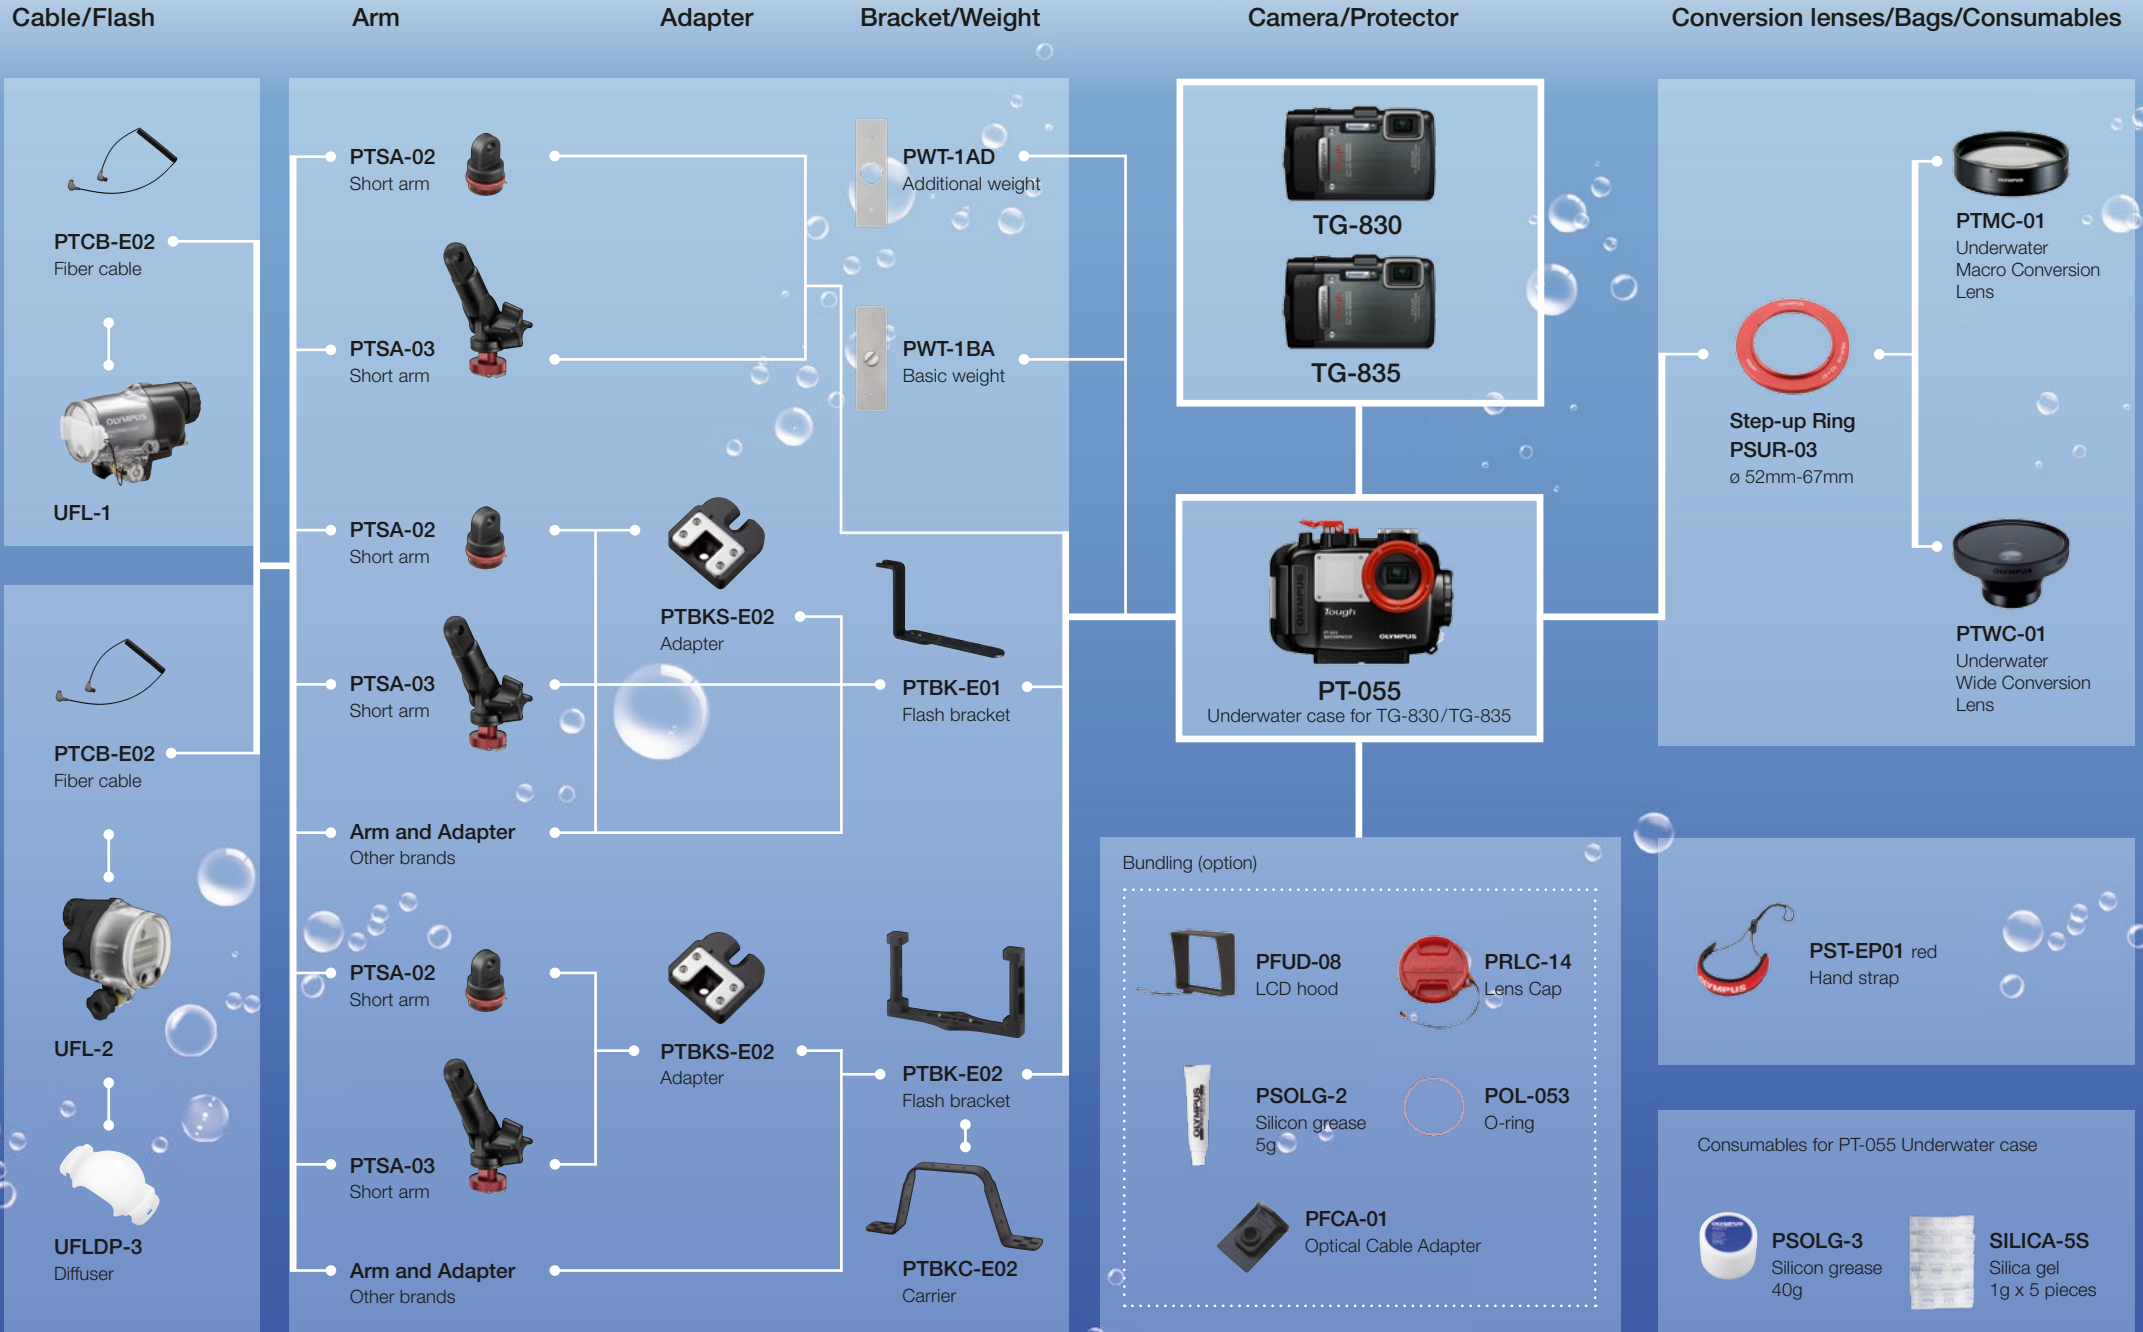 Cable/Flash
Arm
Adapter
Bracket/Weight
Camera/Protector
Conversion lenses/Bags/Consumables
PTCB-E02
Fiber cable
OLYMPUS
UFL-1
PTCB-E02
Fiber cable
UFL-2
UFLDP-3
Diffuser
PTSA-02
Short arm
PTSA-03
Short arm
PTSA-02
Short arm
PTSA-03
Short arm
Arm and Adapter
Other brands
PTSA-02
Short arm
PTSA-03
Short arm
Arm and Adapter
Other brands
PTBKS-E02
Adapter
PTBKS-E02
Adapter
PWT-1AD
Additional weight
PWT-1BA
Basic weight
PTBK-E01
Flash bracket
PTBK-E02
Flash bracket
PTBKC-E02
Carrier
TG-830
TG-835
OLYMPUS
Tough
OLYMPUS
PT-055
Underwater case for TG-830/TG-835
Bundling (option)
PFUD-08
LCD hood
PRLC-14
Lens Cap
OLYMPUS
PSOLG-2
Silicon grease
5g
POL-053
O-ring
PFCA-01
Optical Cable Adapter
Step-up Ring
PSUR-03
ø 52mm-67mm
OLYMPUS
PTMC-01
Underwater
Macro Conversion
Lens
OLYMPUS
PTWC-01
Underwater
Wide Conversion
Lens
PST-EP01 red
Hand strap
Consumables for PT-055 Underwater case
OLYMPUS
PSOLG-3
Silicon grease
40g
SILICA-5S
Silica gel
1g x 5 pieces